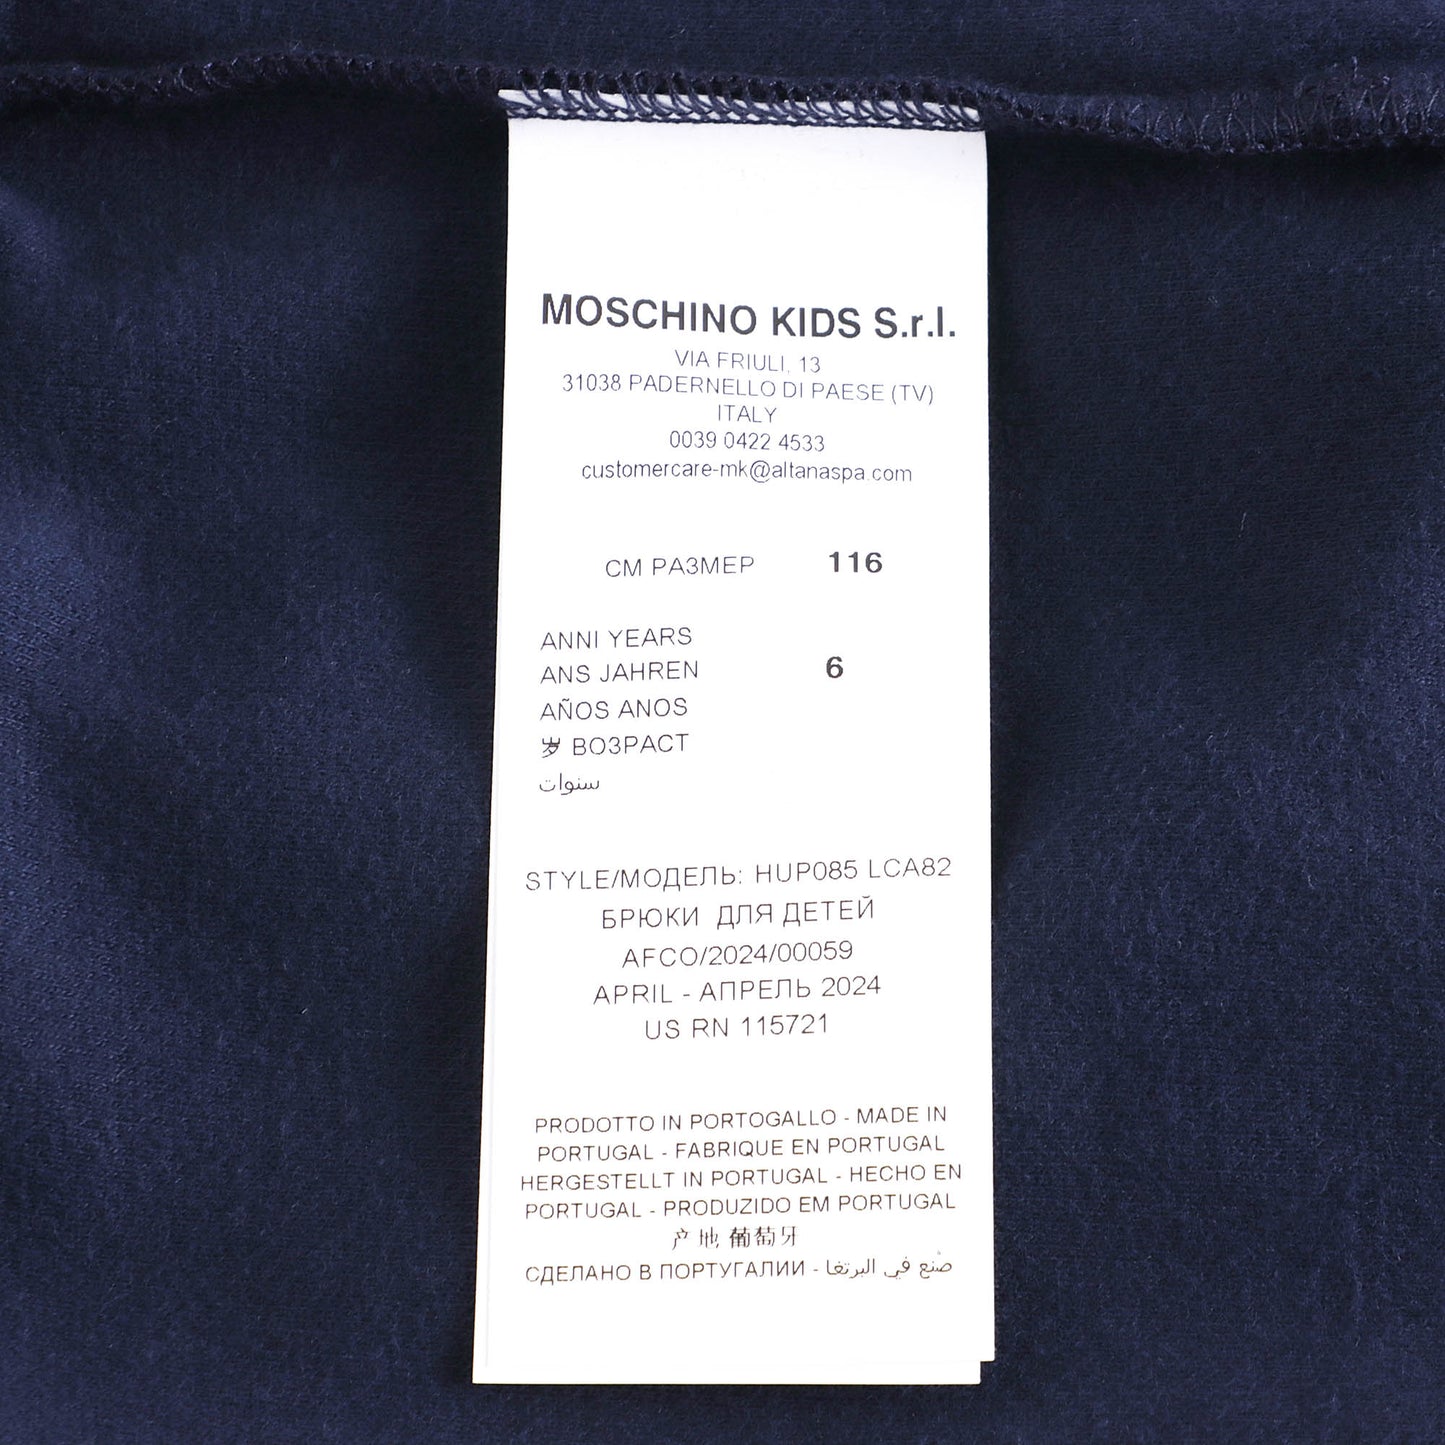 MOSCHINO KIDS S.r.l.
VIA FRIULI, 13
31038 PADERNELLO DI PAESE (TV)
ITALY
0039 0422 4533
customercare-mk@altanaspa.com
СМ РАЗМЕР 116
ANNI YEARS
ANS JAHREN 6
AÑOS ANOS
岁 ВОЗРАСТ
سنوات
STYLE/МОДЕЛЬ: HUP085 LCA82
БРЮКИ ДЛЯ ДЕТЕЙ
AFCO/2024/00059
APRIL - АПРЕЛЬ 2024
US RN 115721
PRODOTTO IN PORTOGALLO - MADE IN
PORTUGAL - FABRIQUE EN PORTUGAL
HERGESTELLT IN PORTUGAL - HECHO EN
PORTUGAL - PRODUZIDO EM PORTUGAL
产地 葡萄牙
СДЕЛАНО В ПОРТУГАЛИИ - صنع في البرتغا